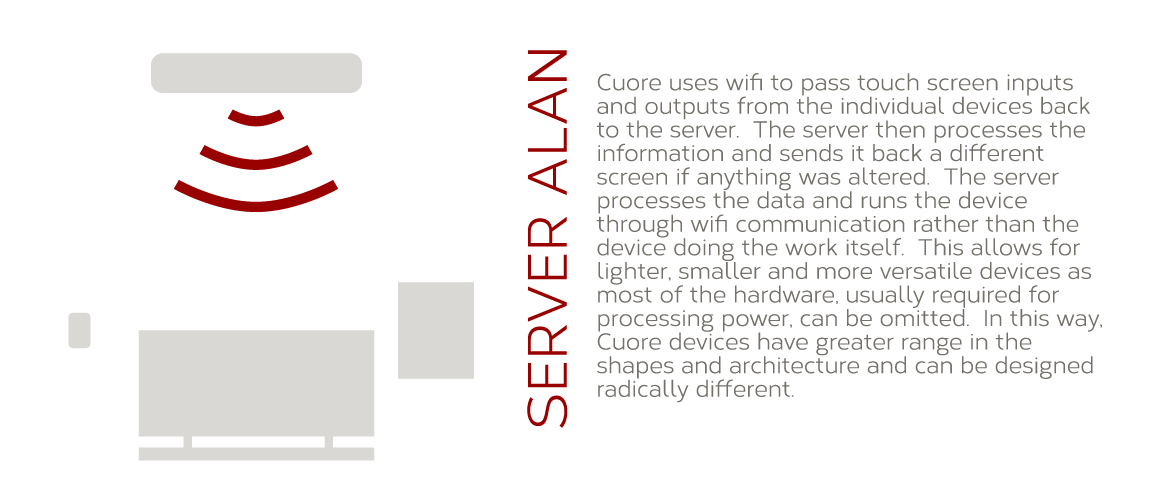 SERVER ALAN
Cuore uses wifi to pass touch screen inputs
and outputs from the individual devices back
to the server.  The server then processes the
information and sends it back a different
screen if anything was altered.  The server
processes the data and runs the device
through wifi communication rather than the
device doing the work itself.  This allows for
lighter, smaller and more versatile devices as
most of the hardware, usually required for
processing power, can be omitted.  In this way,
Cuore devices have greater range in the
shapes and architecture and can be designed
radically different.